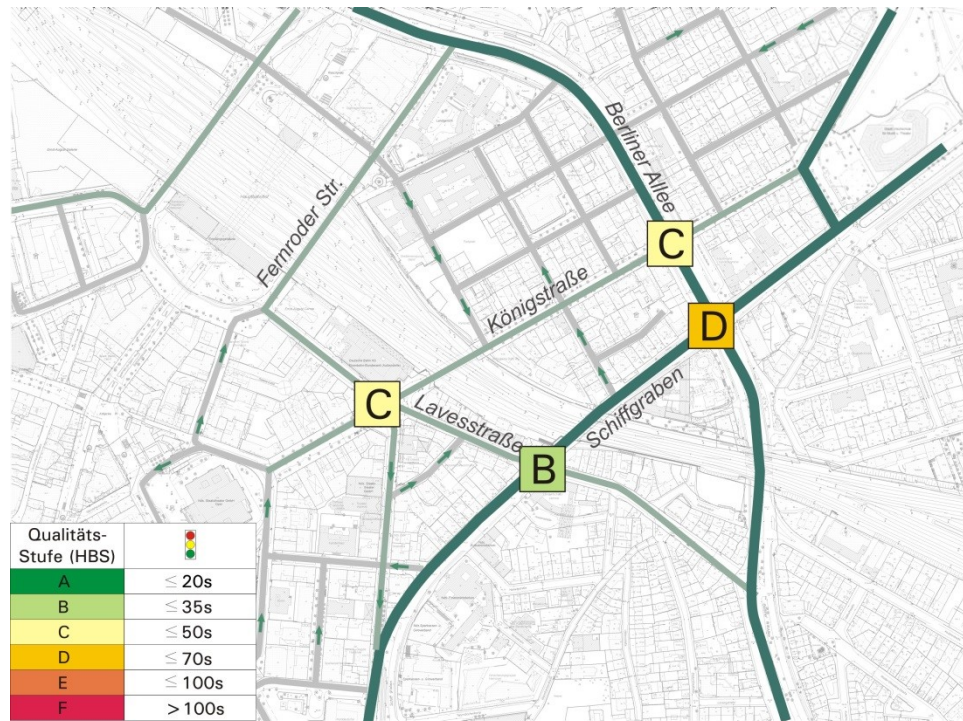 Berliner Allee
Fernroder Str.
C
Königstraße
D
C
Lavesstraße
Schiffgraben
B
Qualitäts-
Stufe (HBS)
A ≤ 20s
B ≤ 35s
C ≤ 50s
D ≤ 70s
E ≤ 100s
F > 100s